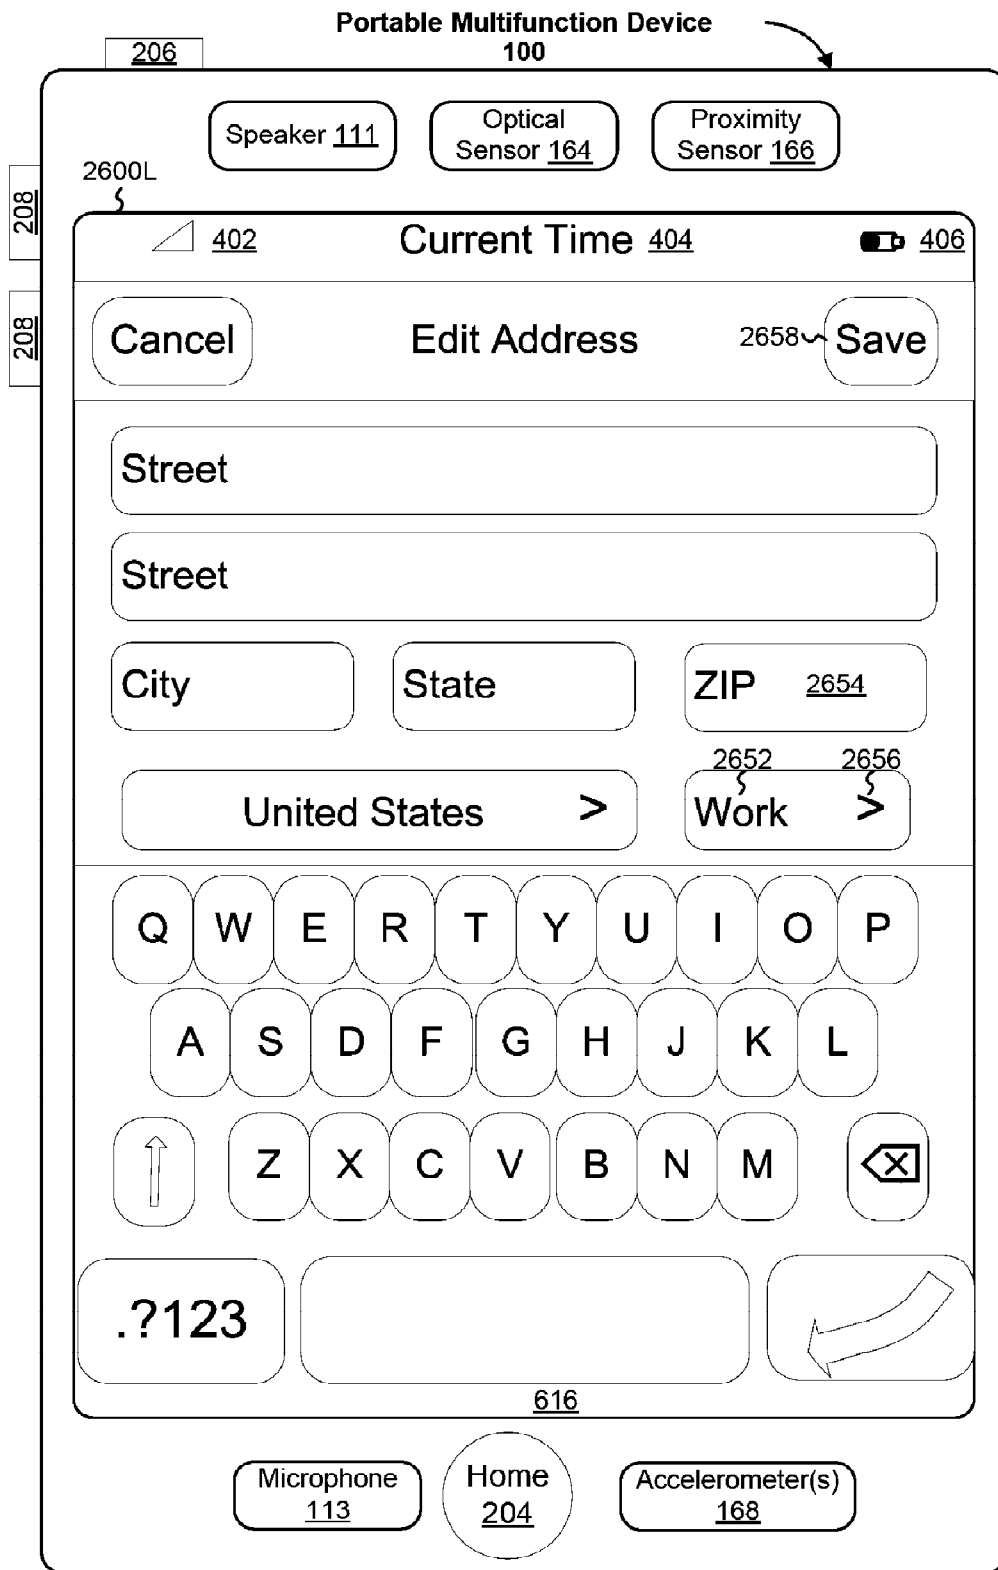 Portable Multifunction Device
100
206
Speaker 111
Optical
Sensor 164
Proximity
Sensor 166
208
208
2600L
402
Current Time 404
406
Cancel
Edit Address
2658
Save
Street
Street
City
State
ZIP 2654
2652
2656
United States >
Work >
Q W E R T Y U I O P
A S D F G H J K L
Z X C V B N M
.?123
616
Microphone
113
Home
204
Accelerometer(s)
168